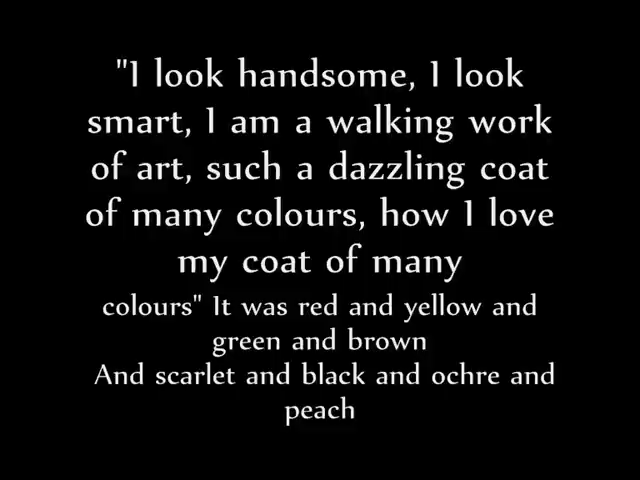 "I look handsome, I look
smart, I am a walking work
of art, such a dazzling coat
of many colours, how I love
my coat of many
colours" It was red and yellow and
green and brown
And scarlet and black and ochre and
peach